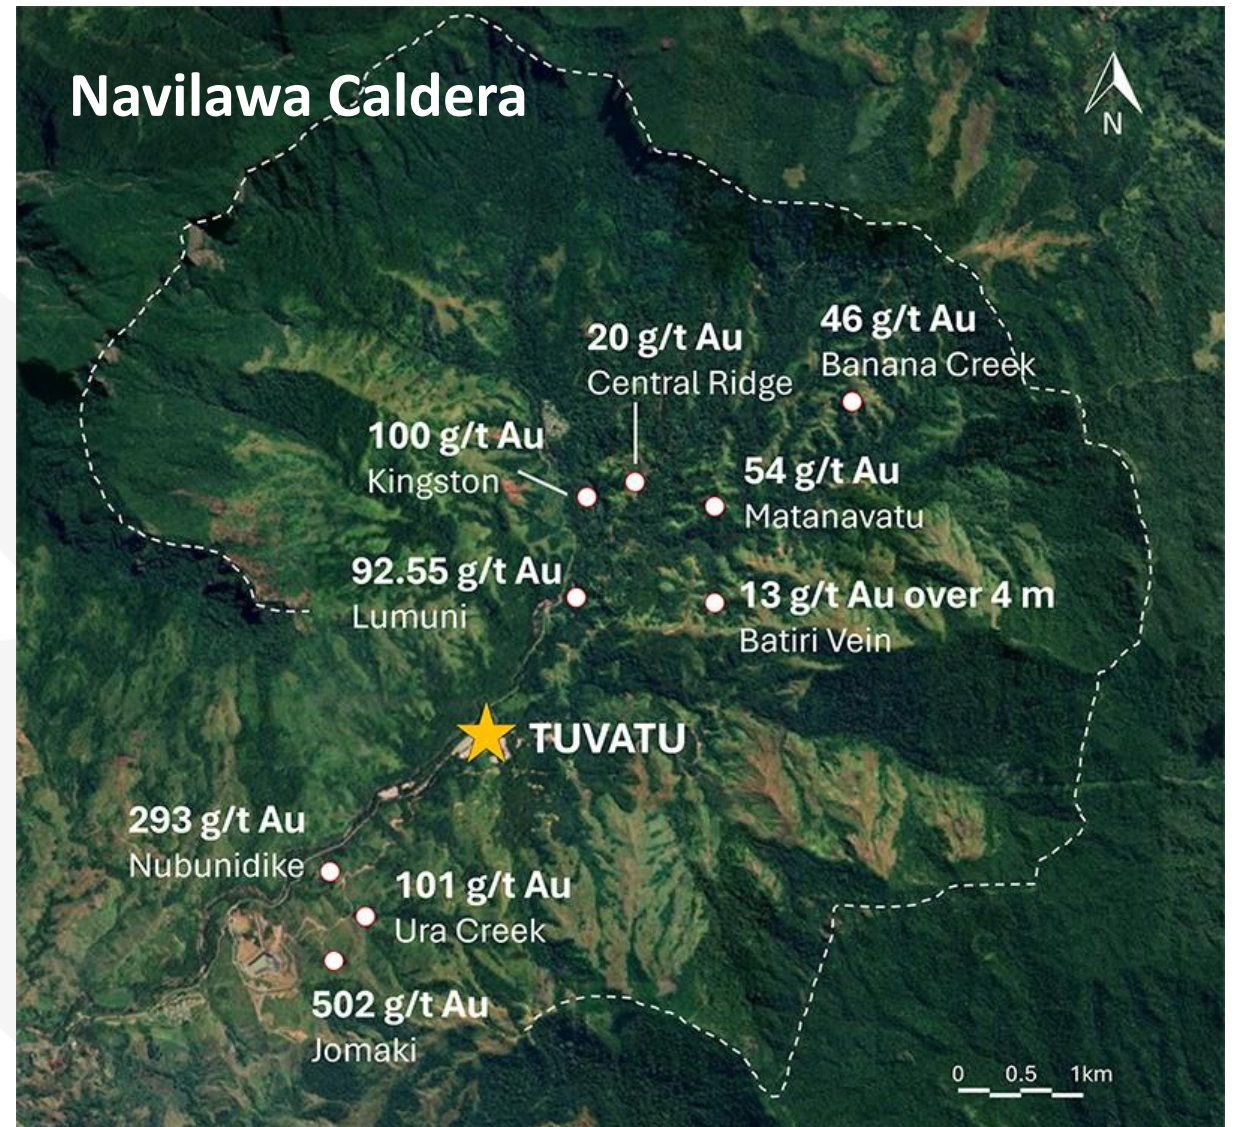 Navilawa Caldera
N
46 g/t Au
Banana Creek
20 g/t Au
Central Ridge
100 g/t Au
Kingston
54 g/t Au
Matanavatu
92.55 g/t Au
Lumuni
13 g/t Au over 4 m
Batiri Vein
TUVATU
293 g/t Au
Nubunidike
101 g/t Au
Ura Creek
502 g/t Au
Jomaki
0 0.5 1km